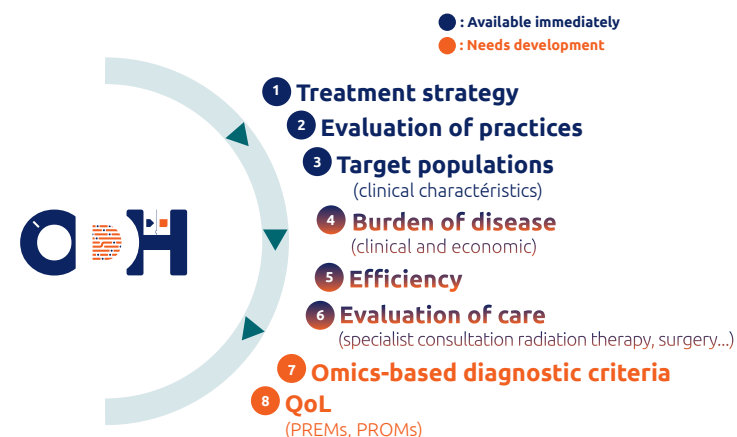 : Available immediately
: Needs development
1 Treatment strategy
2 Evaluation of practices
3 Target populations
(clinical charactéristics)
4 Burden of disease
(clinical and economic)
5 Efficiency
6 Evaluation of care
(specialist consultation radiation therapy, surgery...)
ODH
7 Omics-based diagnostic criteria
8 QoL
(PREMs, PROMs)